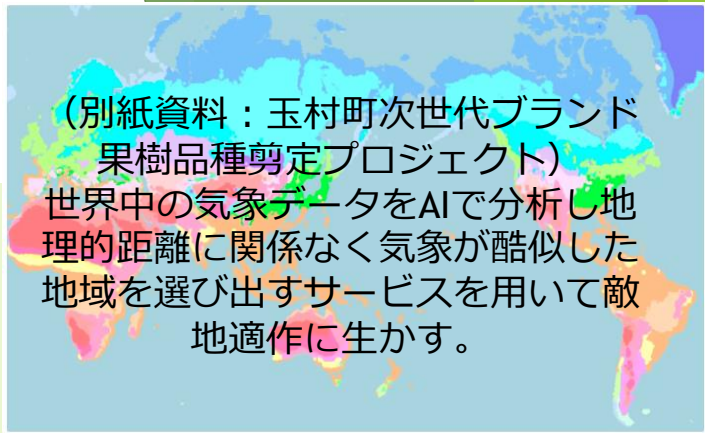 （別紙資料：玉村町次世代ブランド
果樹品種剪定プロジェクト）
世界中の気象データをAIで分析し地
理的距離に関係なく気象が酷似した
地域を選び出すサービスを用いて敵
地適作に生かす。